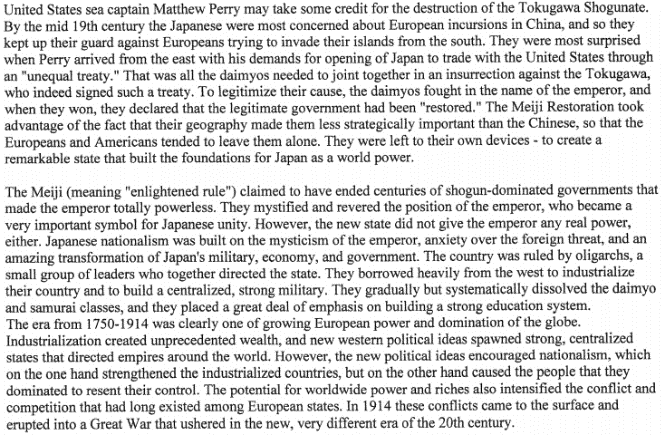 United States sea captain Matthew Perry may take some credit for the destruction of the Tokugawa Shogunate.
By the mid 19th century the Japanese were most concerned about European incursions in China, and so they
kept up their guard against Europeans trying to invade their islands from the south. They were most surprised
when Perry arrived from the east with his demands for opening of Japan to trade with the United States through
an "unequal treaty." That was all the daimyos needed to joint together in an insurrection against the Tokugawa,
who indeed signed such a treaty. To legitimize their cause, the daimyos fought in the name of the emperor, and
when they won, they declared that the legitimate government had been "restored." The Meiji Restoration took
advantage of the fact that their geography made them less strategically important than the Chinese, so that the
Europeans and Americans tended to leave them alone. They were left to their own devices - to create a
remarkable state that built the foundations for Japan as a world power.

The Meiji (meaning "enlightened rule") claimed to have ended centuries of shogun-dominated governments that
made the emperor totally powerless. They mystified and revered the position of the emperor, who became a
very important symbol for Japanese unity. However, the new state did not give the emperor any real power,
either. Japanese nationalism was built on the mysticism of the emperor, anxiety over the foreign threat, and an
amazing transformation of Japan's military, economy, and government. The country was ruled by oligarchs, a
small group of leaders who together directed the state. They borrowed heavily from the west to industrialize
their country and to build a centralized, strong military. They gradually but systematically dissolved the daimyo
and samurai classes, and they placed a great deal of emphasis on building a strong education system.
The era from 1750-1914 was clearly one of growing European power and domination of the globe.
Industrialization created unprecedented wealth, and new western political ideas spawned strong, centralized
states that directed empires around the world. However, the new political ideas encouraged nationalism, which
on the one hand strengthened the industrialized countries, but on the other hand caused the people that they
dominated to resent their control. The potential for worldwide power and riches also intensified the conflict and
competition that had long existed among European states. In 1914 these conflicts came to the surface and
erupted into a Great War that ushered in the new, very different era of the 20th century.